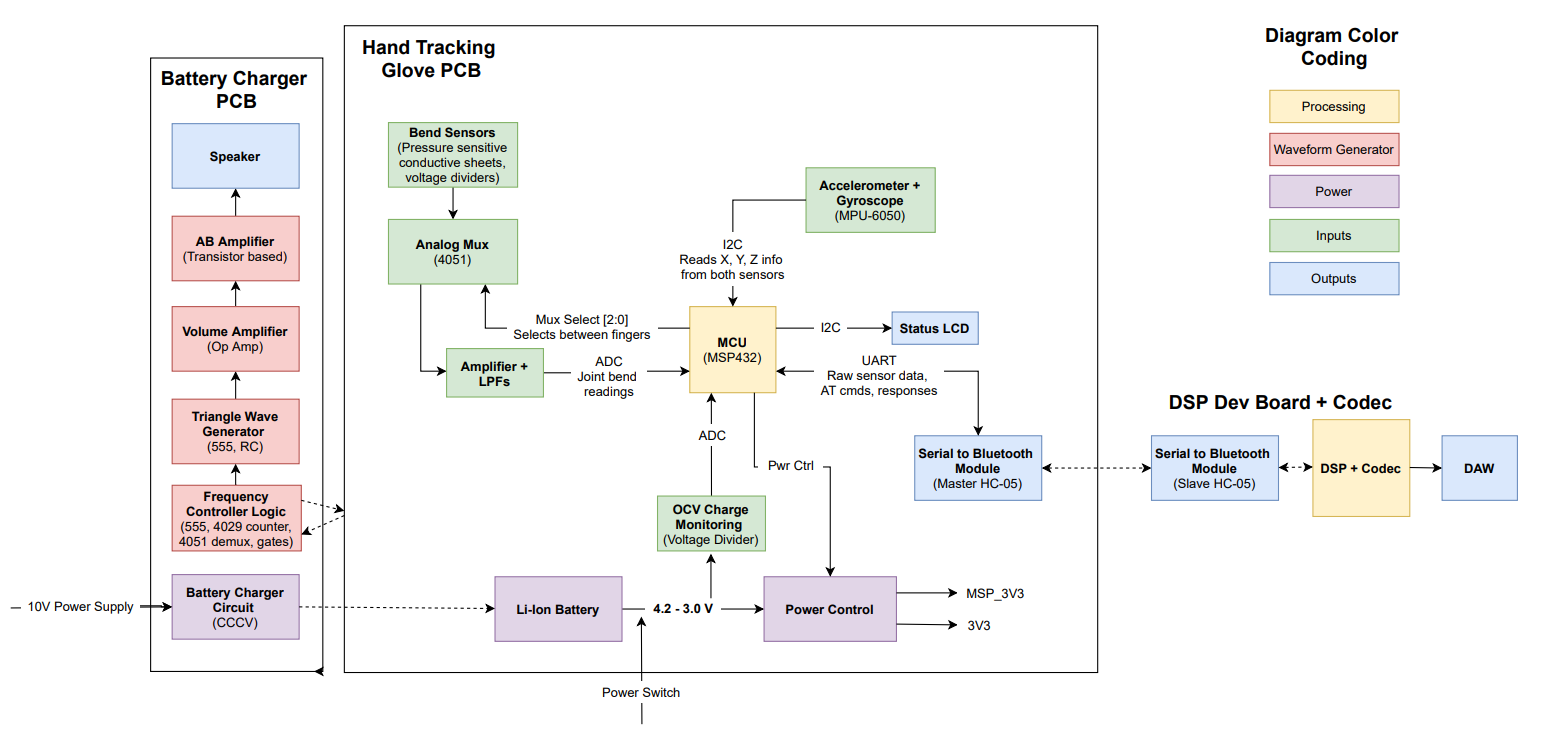 Battery Charger
PCB
Speaker
AB Amplifier
(Transistor based)
Volume Amplifier
(Op Amp)
Triangle Wave
Generator
(555, RC)
Frequency
Controller Logic
(555, 4029 counter,
4051 demux, gates)
10V Power Supply
Battery Charger
Circuit
(CCCV)
Hand Tracking
Glove PCB
Bend Sensors
(Pressure sensitive
conductive sheets,
voltage dividers)
Analog Mux
(4051)
Mux Select [2:0]
Selects between fingers
Amplifier +
LPFs
ADC
Joint bend
readings
Accelerometer +
Gyroscope
(MPU-6050)
I2C
Reads X, Y, Z info
from both sensors
MCU
(MSP432)
I2C
Status LCD
UART
Raw sensor data,
AT cmds, responses
ADC
Pwr Ctrl
OCV Charge
Monitoring
(Voltage Divider)
Serial to Bluetooth
Module
(Master HC-05)
Li-Ion Battery
4.2 - 3.0 V
Power Control
MSP_3V3
3V3
Power Switch
DSP Dev Board + Codec
Serial to Bluetooth
Module
(Slave HC-05)
DSP + Codec
DAW
Diagram Color
Coding
Processing
Waveform Generator
Power
Inputs
Outputs